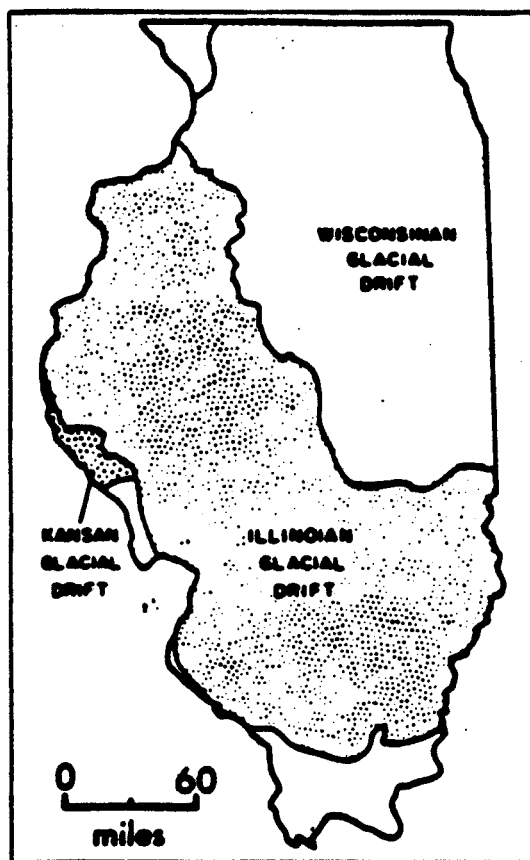 WISCONSINAN
GLACIAL
DRIFT
KANSAN
GLACIAL
DRIFT
ILLINOIAN
GLACIAL
DRIFT
0 60
miles